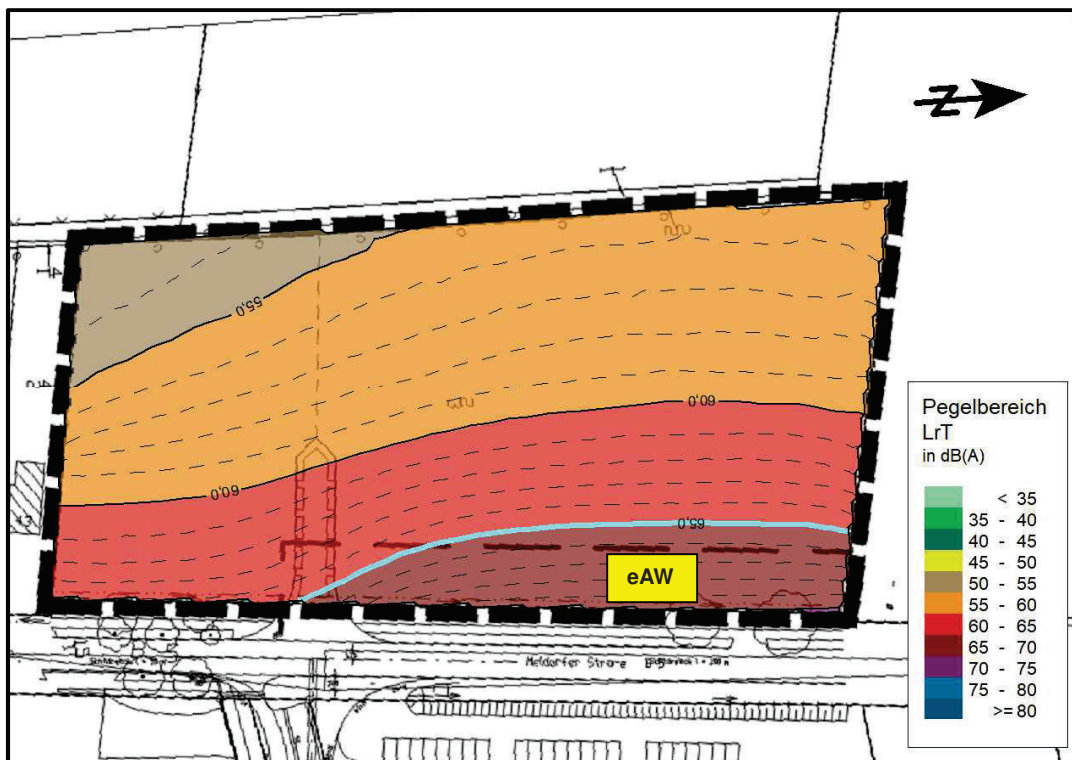 Z
55,0
60,0
60,0
65,0
eAW
Meldorfer Straße
43
Pegelbereich
LrT
in dB(A)
< 35
35 - 40
40 - 45
45 - 50
50 - 55
55 - 60
60 - 65
65 - 70
70 - 75
75 - 80
>= 80